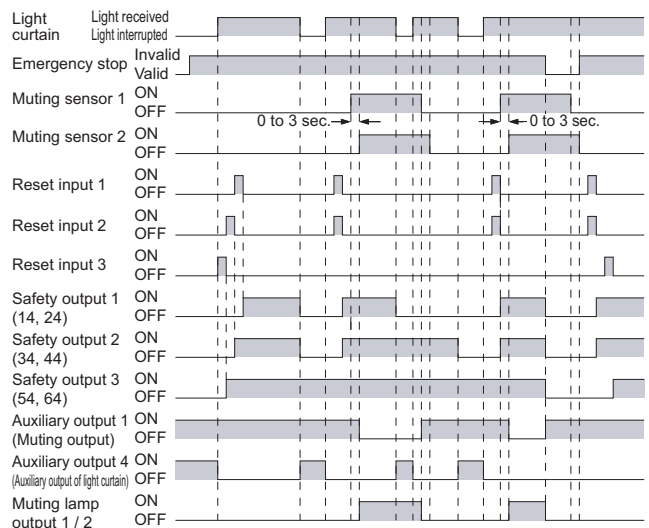 Light curtain Light received
Light interrupted
Emergency stop Invalid
Valid
Muting sensor 1 ON
OFF
0 to 3 sec. 0 to 3 sec.
Muting sensor 2 ON
OFF
Reset input 1 ON
OFF
Reset input 2 ON
OFF
Reset input 3 ON
OFF
Safety output 1 ON
(14, 24) OFF
Safety output 2 ON
(34, 44) OFF
Safety output 3 ON
(54, 64) OFF
Auxiliary output 1 ON
(Muting output) OFF
Auxiliary output 4 ON
(Auxiliary output of light curtain) OFF
Muting lamp ON
output 1 / 2 OFF